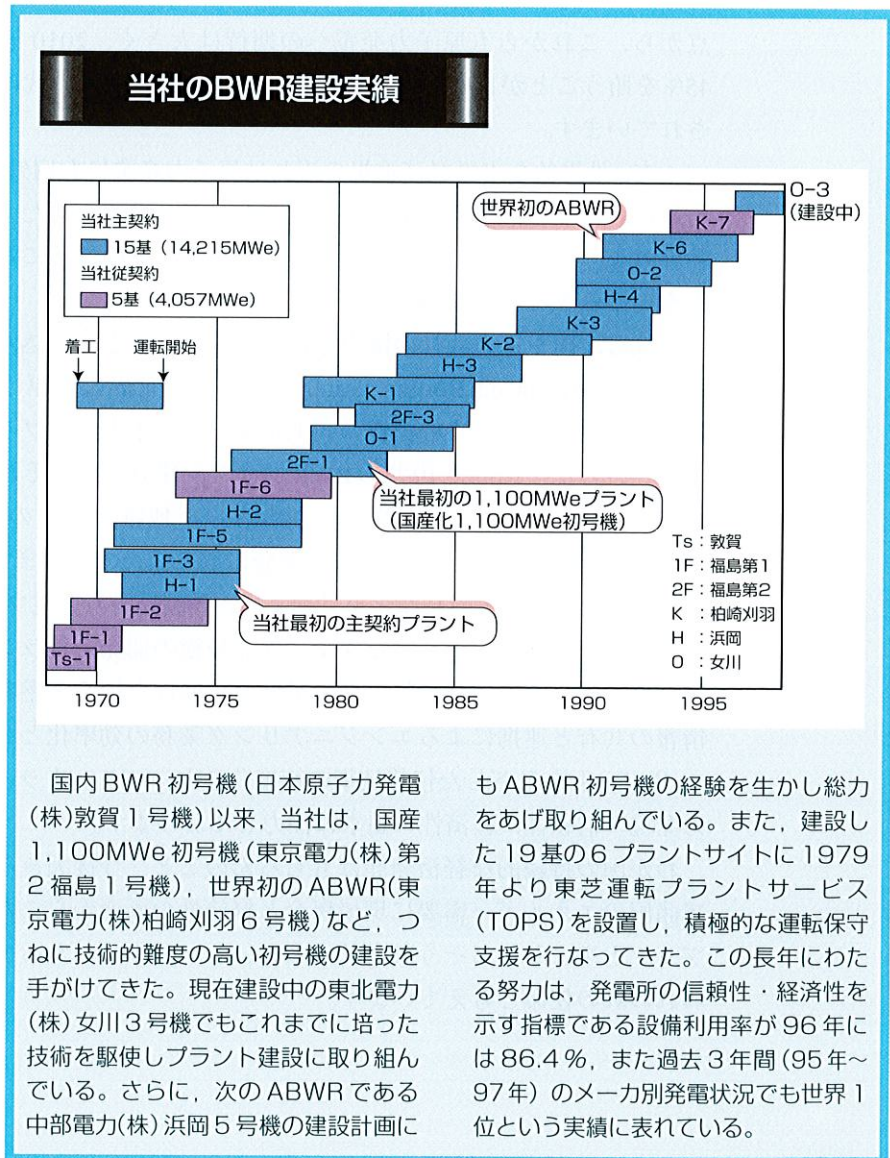 当社のBWR建設実績
当社主契約
15基（14,215MWe）
当社従契約
5基（4,057MWe）
着工
運転開始
世界初のABWR
O-3
（建設中）
K-7
K-6
O-2
H-4
K-3
K-2
H-3
K-1
2F-3
O-1
2F-1
1F-6
H-2
1F-5
1F-3
H-1
1F-2
1F-1
Ts-1
当社最初の1,100MWeプラント
（国産化1,100MWe初号機）
当社最初の主契約プラント
Ts：敦賀
1F：福島第1
2F：福島第2
K：柏崎刈羽
H：浜岡
O：女川
1970
1975
1980
1985
1990
1995
国内BWR初号機（日本原子力発電
（株）敦賀1号機）以来，当社は，国産
1,100MWe初号機（東京電力（株）第
2福島1号機），世界初のABWR（東
京電力（株）柏崎刈羽6号機）など，つ
ねに技術的難度の高い初号機の建設を
手がけてきた。現在建設中の東北電力
（株）女川3号機でもこれまでに培った
技術を駆使しプラント建設に取り組ん
でいる。さらに，次のABWRである
中部電力（株）浜岡5号機の建設計画に
もABWR初号機の経験を生かし総力
をあげ取り組んでいる。また，建設し
た19基の6プラントサイトに1979
年より東芝運転プラントサービス
（TOPS）を設置し，積極的な運転保守
支援を行なってきた。この長年にわた
る努力は，発電所の信頼性・経済性を
示す指標である設備利用率が96年に
は86.4％，また過去3年間（95年～
97年）のメーカ別発電状況でも世界1
位という実績に表れている。